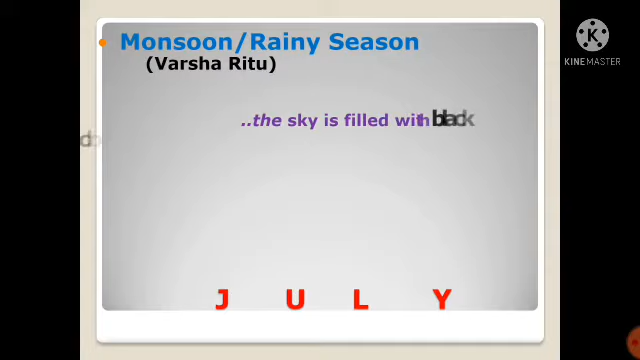 Monsoon/Rainy Season
(Varsha Ritu)
..the sky is filled with black
J U L Y
K
KINEMASTER